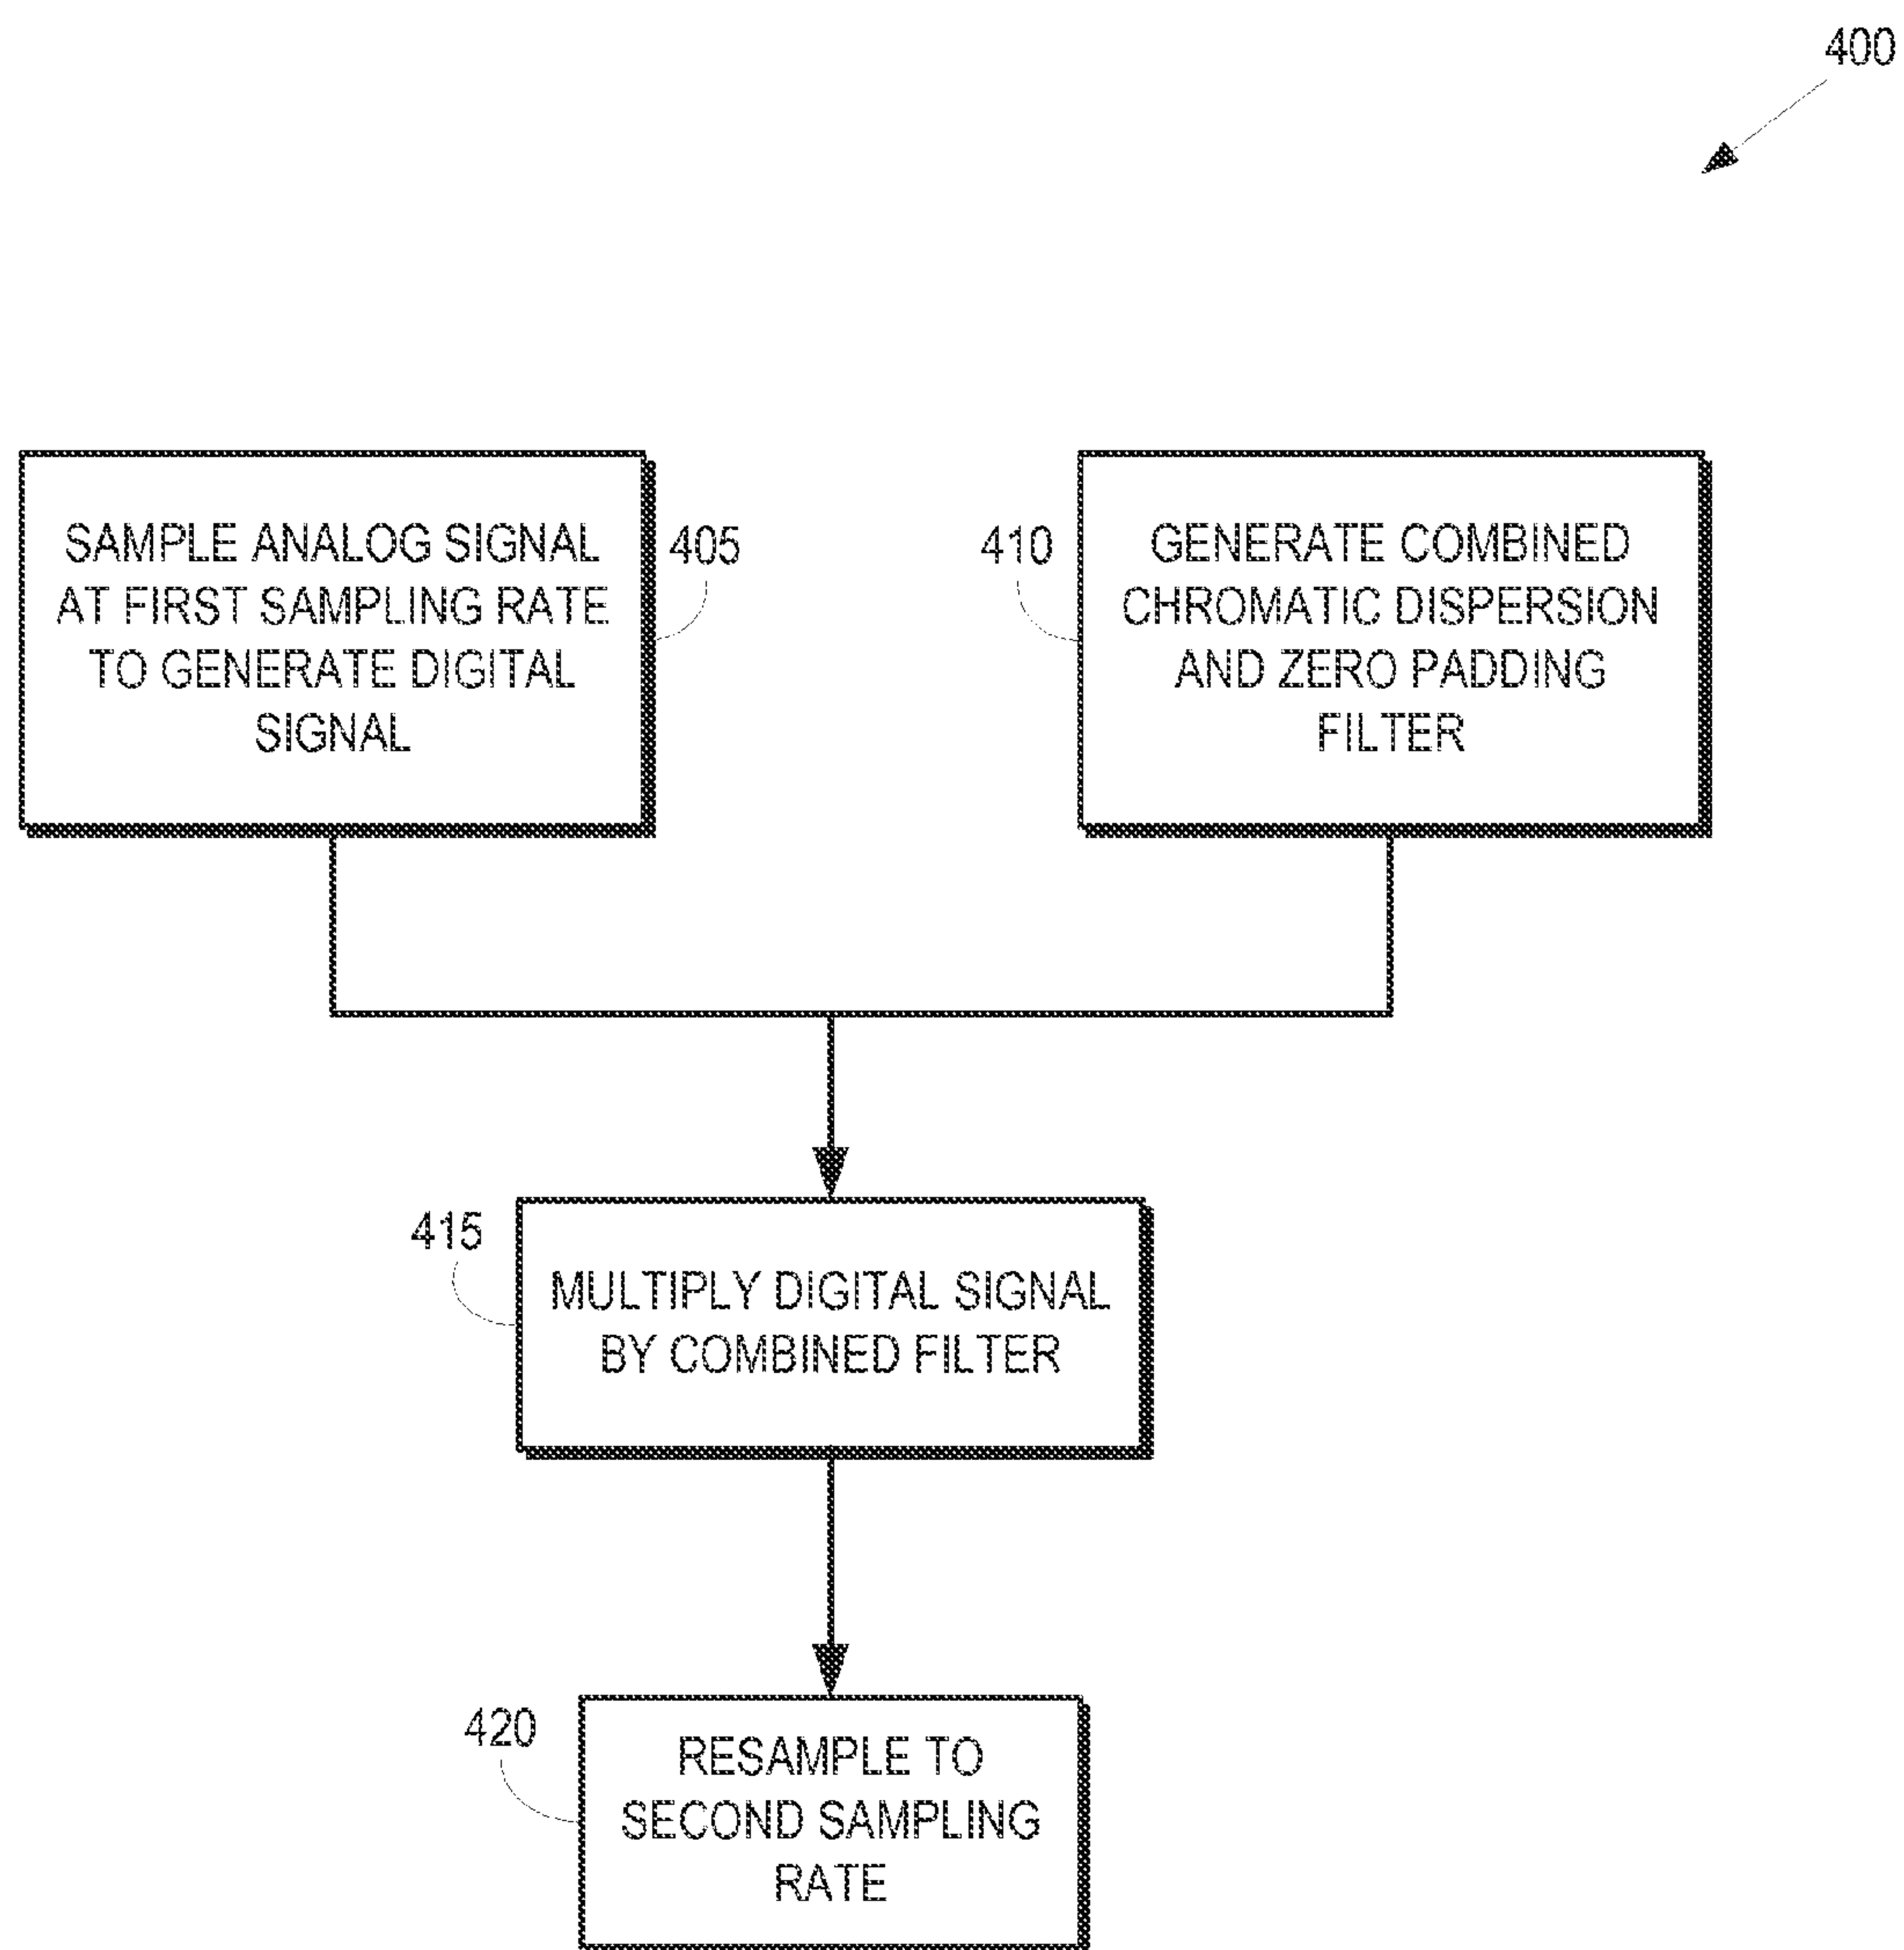 400
SAMPLE ANALOG SIGNAL
AT FIRST SAMPLING RATE
TO GENERATE DIGITAL
SIGNAL
405
410
GENERATE COMBINED
CHROMATIC DISPERSION
AND ZERO PADDING
FILTER
415
MULTIPLY DIGITAL SIGNAL
BY COMBINED FILTER
420
RESAMPLE TO
SECOND SAMPLING
RATE